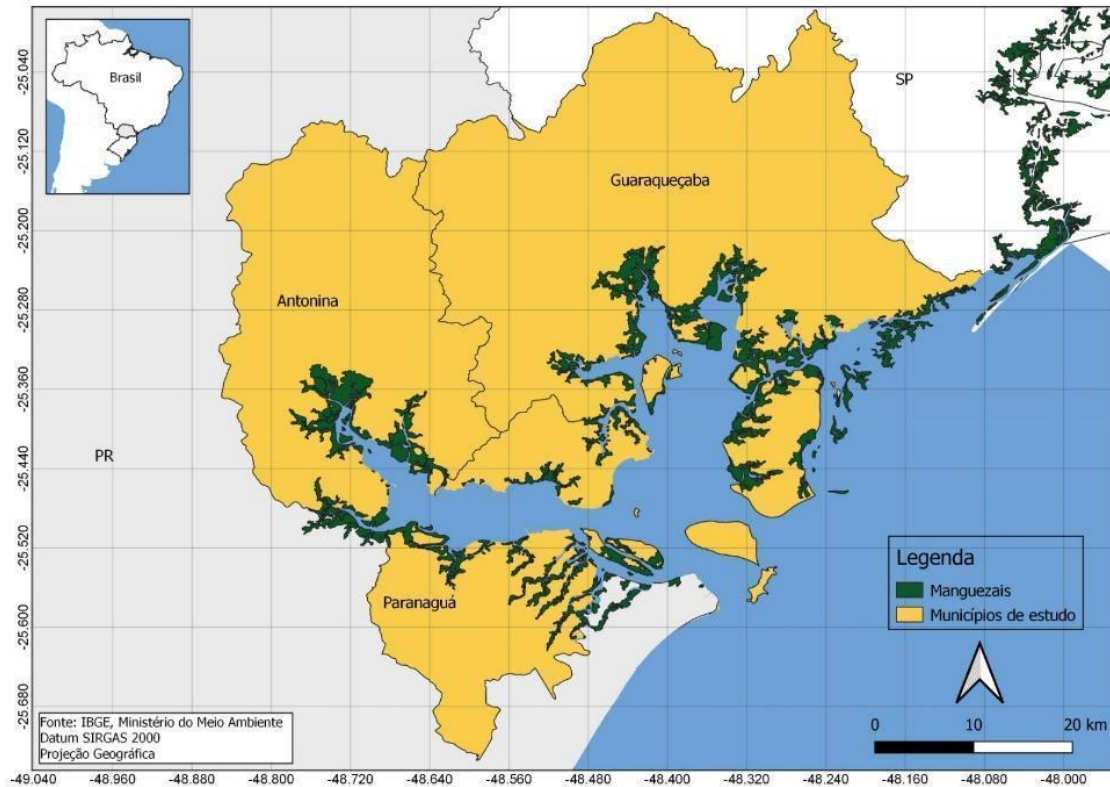 Brasil
SP
Guaraqueçaba
Antonina
PR
Paranaguá
Legenda
Manguezais
Municípios de estudo
0 10 20 km
Fonte: IBGE, Ministério do Meio Ambiente
Datum SIRGAS 2000
Projeção Geográfica
-25.040
-25.120
-25.200
-25.280
-25.360
-25.440
-25.520
-25.600
-25.680
-49.040 -48.960 -48.880 -48.800 -48.720 -48.640 -48.560 -48.480 -48.400 -48.320 -48.240 -48.160 -48.080 -48.000